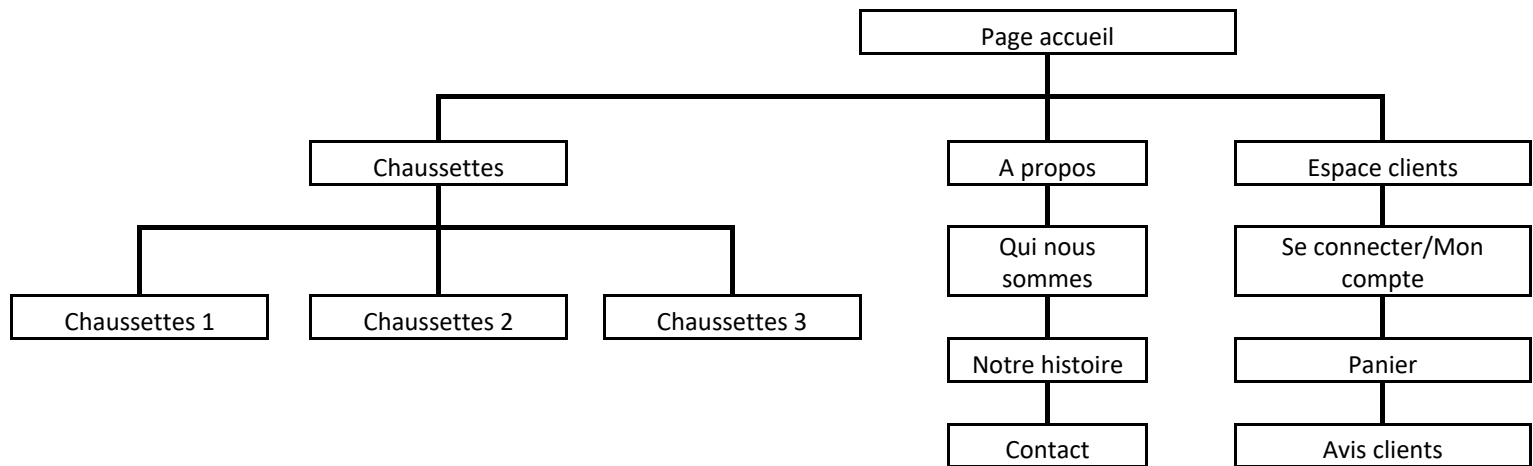 Page accueil
Chaussettes
A propos
Espace clients
Qui nous
sommes
Se connecter/Mon
compte
Chaussettes 1
Chaussettes 2
Chaussettes 3
Notre histoire
Panier
Contact
Avis clients